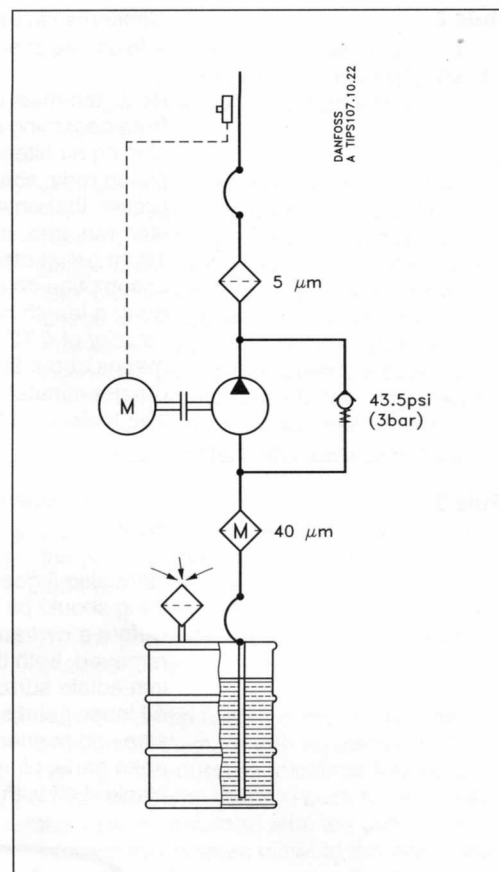 DANFOSS
A TIPS107.10.22
5 μm
M
43.5psi
(3bar)
M
40 μm